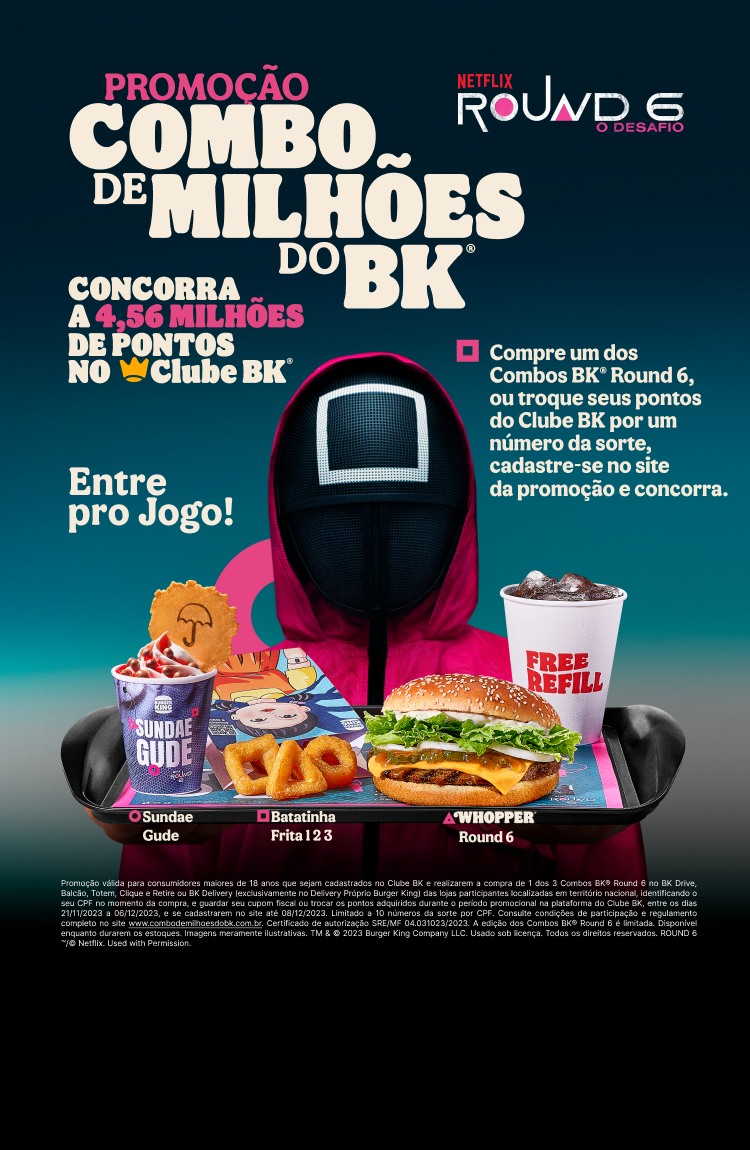 PROMOÇÃO
COMBO
DE MILHÕES
DO BK®
NETFLIX
ROUND 6
O DESAFIO
CONCORRA
A 4,56 MILHÕES
DE PONTOS
NO Clube BK®
Compre um dos
Combos BK® Round 6,
ou troque seus pontos
do Clube BK por um
número da sorte,
cadastre-se no site
da promoção e concorra.
Entre
pro Jogo!
FREE
REFILL
BURGER
KING
SUNDAE
GUDE
Sundae
Gude
Batatinha
Frita 1 2 3
WHOPPER
Round 6
Promoção válida para consumidores maiores de 18 anos que sejam cadastrados no Clube BK e realizarem a compra de 1 dos 3 Combos BK® Round 6 no BK Drive,
Balcão, Totem, Clique e Retire ou BK Delivery (exclusivamente no Delivery Próprio Burger King) das lojas participantes localizadas em território nacional, identificando o
seu CPF no momento da compra, e guardar seu cupom fiscal ou trocar os pontos adquiridos durante o período promocional na plataforma do Clube BK, entre os dias
21/11/2023 a 06/12/2023, e se cadastrarem no site até 08/12/2023. Limitado a 10 números da sorte por CPF. Consulte condições de participação e regulamento
completo no site www.combodemilhoesdobk.com.br. Certificado de autorização SRE/MF 04.031023/2023. A edição dos Combos BK® Round 6 é limitada. Disponível
enquanto durarem os estoques. Imagens meramente ilustrativas. TM & © 2023 Burger King Company LLC. Usado sob licença. Todos os direitos reservados. ROUND 6
™/© Netflix. Used with Permission.